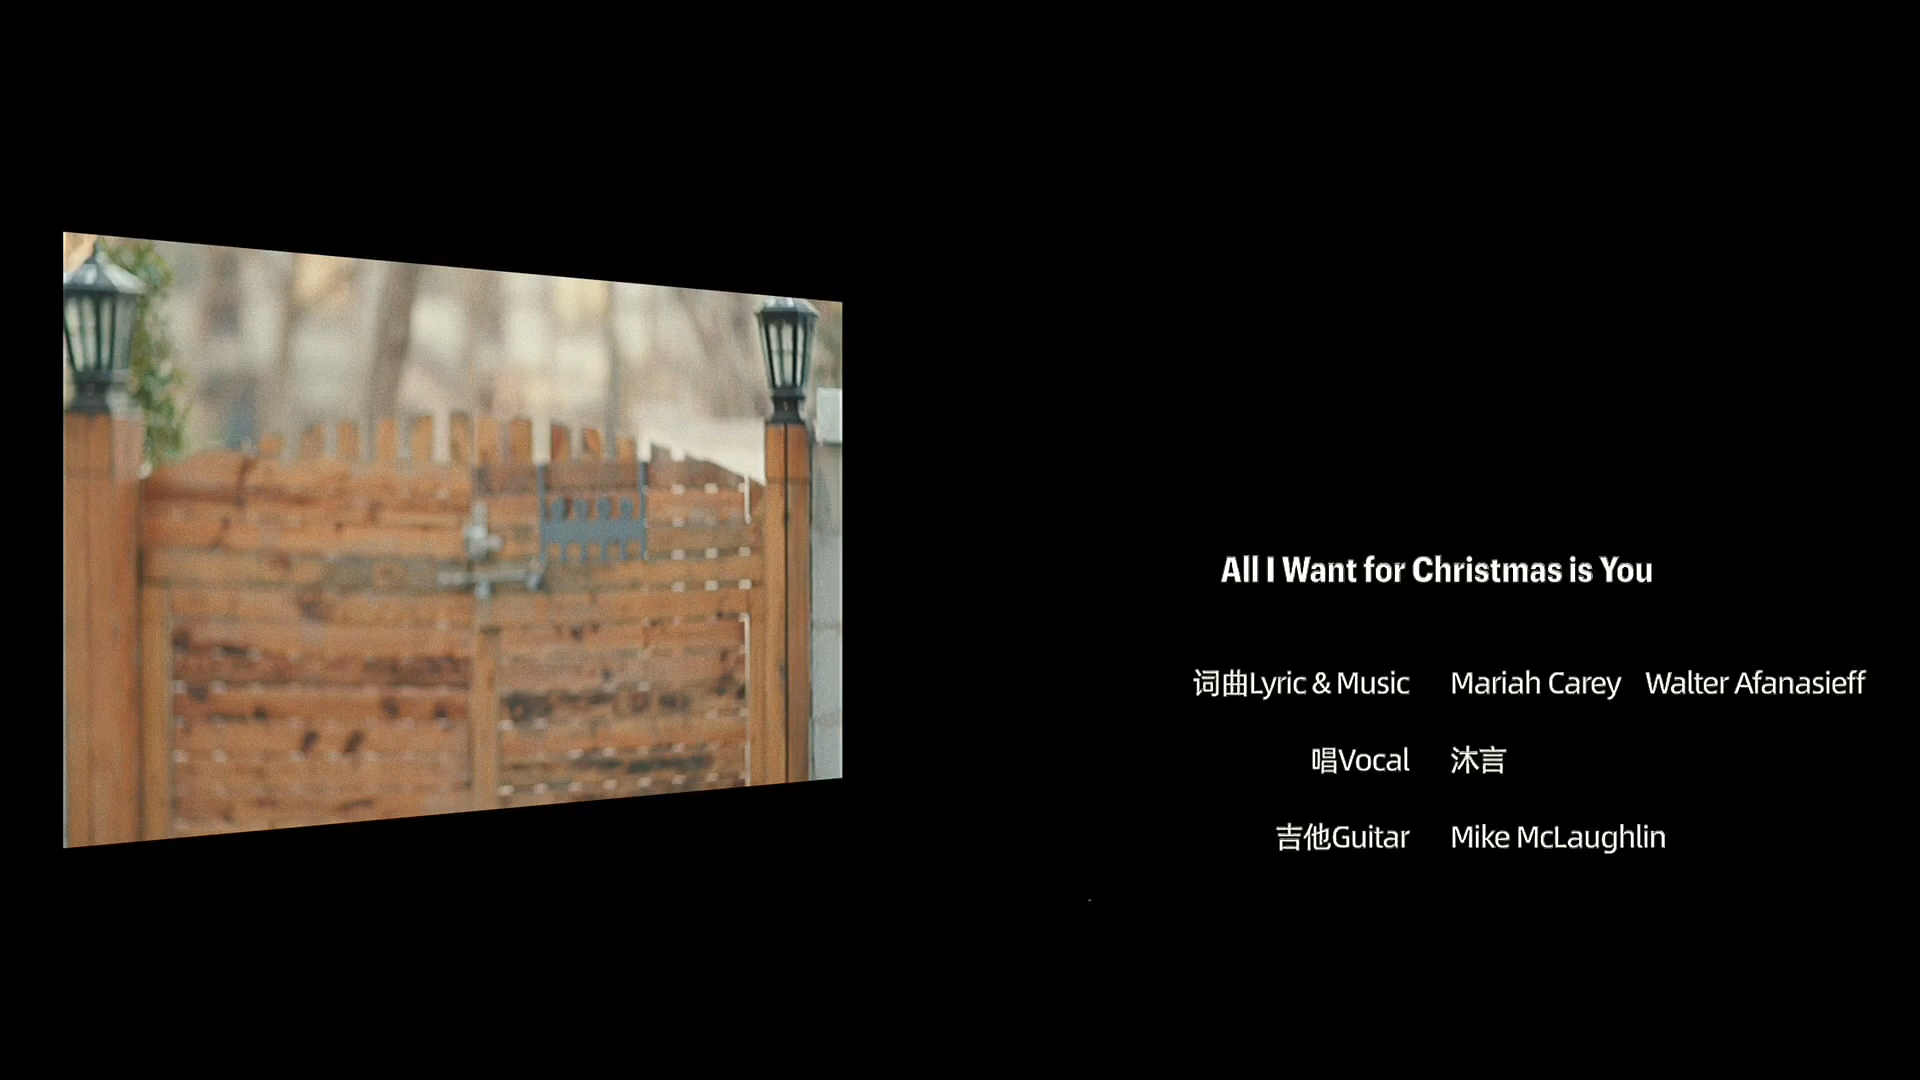 All I Want for Christmas is You
词曲Lyric & Music Mariah Carey Walter Afanasieff
唱Vocal 沐言
吉他Guitar Mike McLaughlin